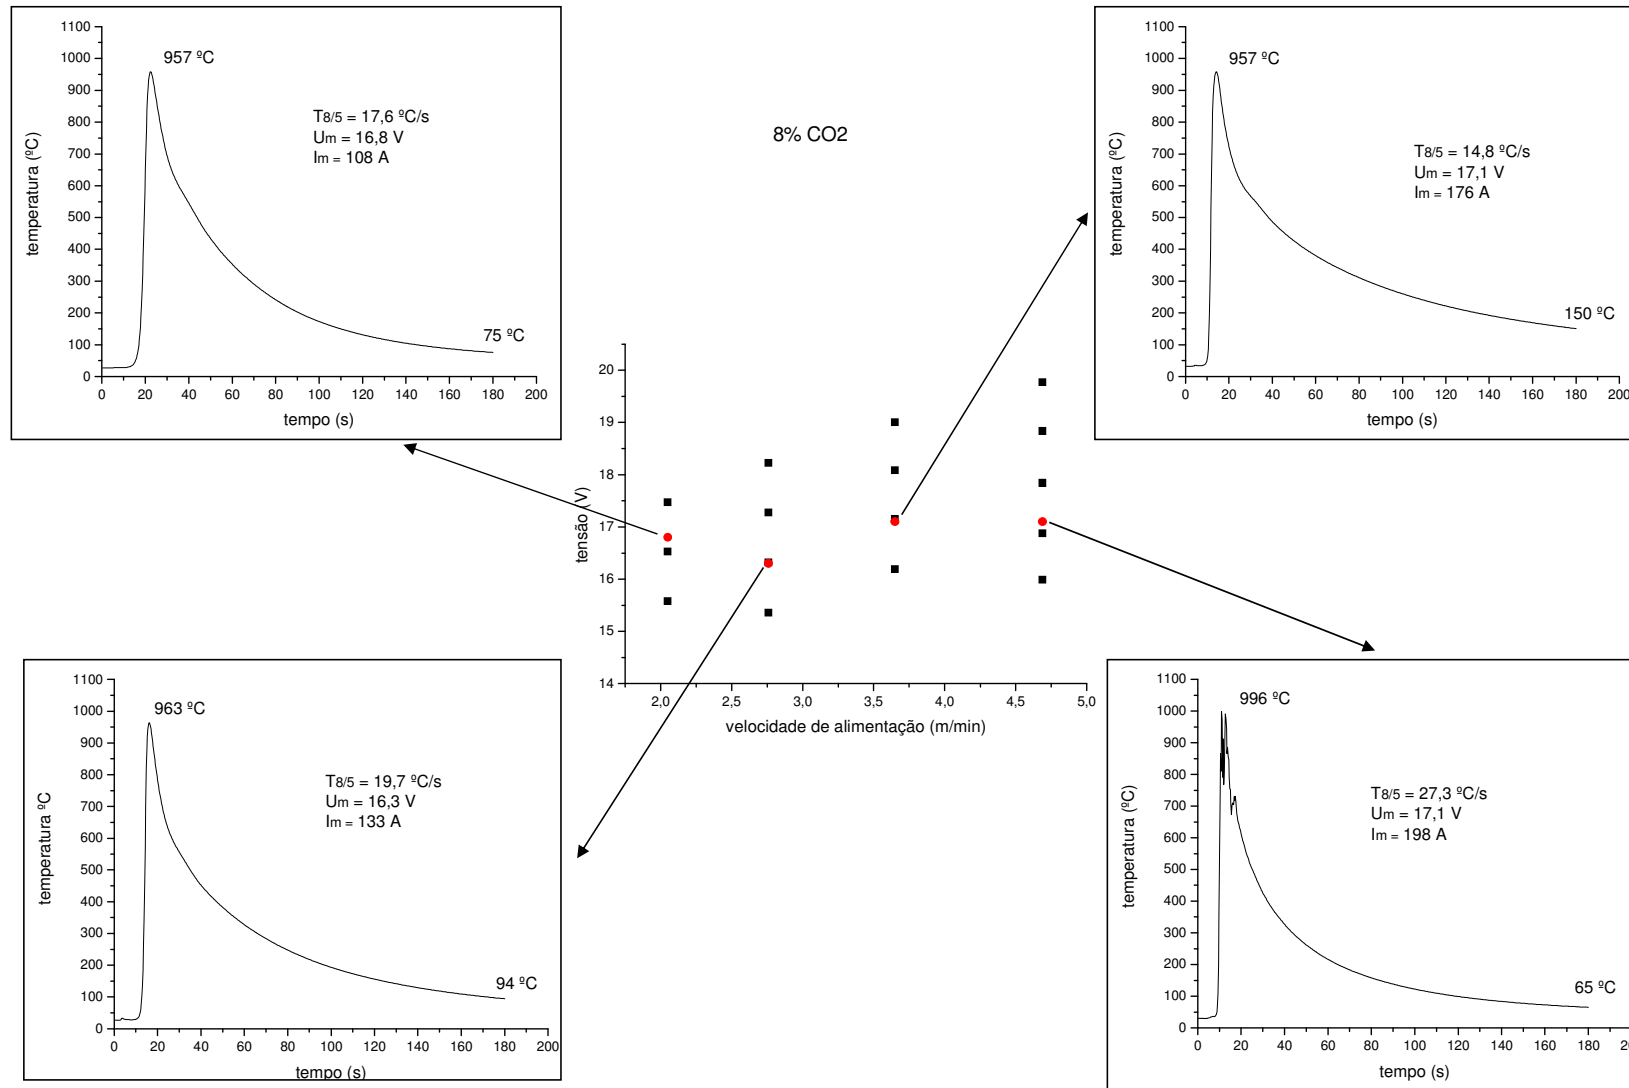 1100
1000
900
800
700
600
500
400
300
200
100
0
temperatura (ºC)
957 ºC
T8/5 = 17,6 ºC/s
Um = 16,8 V
Im = 108 A
75 ºC
0 20 40 60 80 100 120 140 160 180 200
tempo (s)
8% CO2
1100
1000
900
800
700
600
500
400
300
200
100
0
temperatura (ºC)
957 ºC
T8/5 = 14,8 ºC/s
Um = 17,1 V
Im = 176 A
150 ºC
0 20 40 60 80 100 120 140 160 180 200
tempo (s)
20
19
18
17
16
15
14
tensão (V)
2,0 2,5 3,0 3,5 4,0 4,5 5,0
velocidade de alimentação (m/min)
1100
1000
900
800
700
600
500
400
300
200
100
0
temperatura ºC
963 ºC
T8/5 = 19,7 ºC/s
Um = 16,3 V
Im = 133 A
94 ºC
0 20 40 60 80 100 120 140 160 180 200
tempo (s)
1100
1000
900
800
700
600
500
400
300
200
100
0
temperatura (ºC)
996 ºC
T8/5 = 27,3 ºC/s
Um = 17,1 V
Im = 198 A
65 ºC
0 20 40 60 80 100 120 140 160 180
tempo (s)